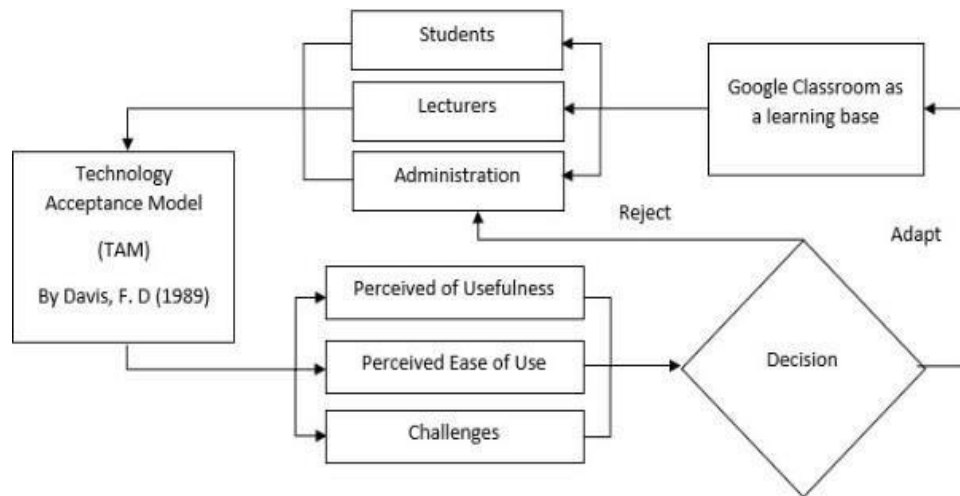 Students
Lecturers
Administration
Google Classroom as
a learning base
Technology
Acceptance Model
(TAM)
By Davis, F. D (1989)
Reject
Adapt
Perceived of Usefulness
Perceived Ease of Use
Challenges
Decision